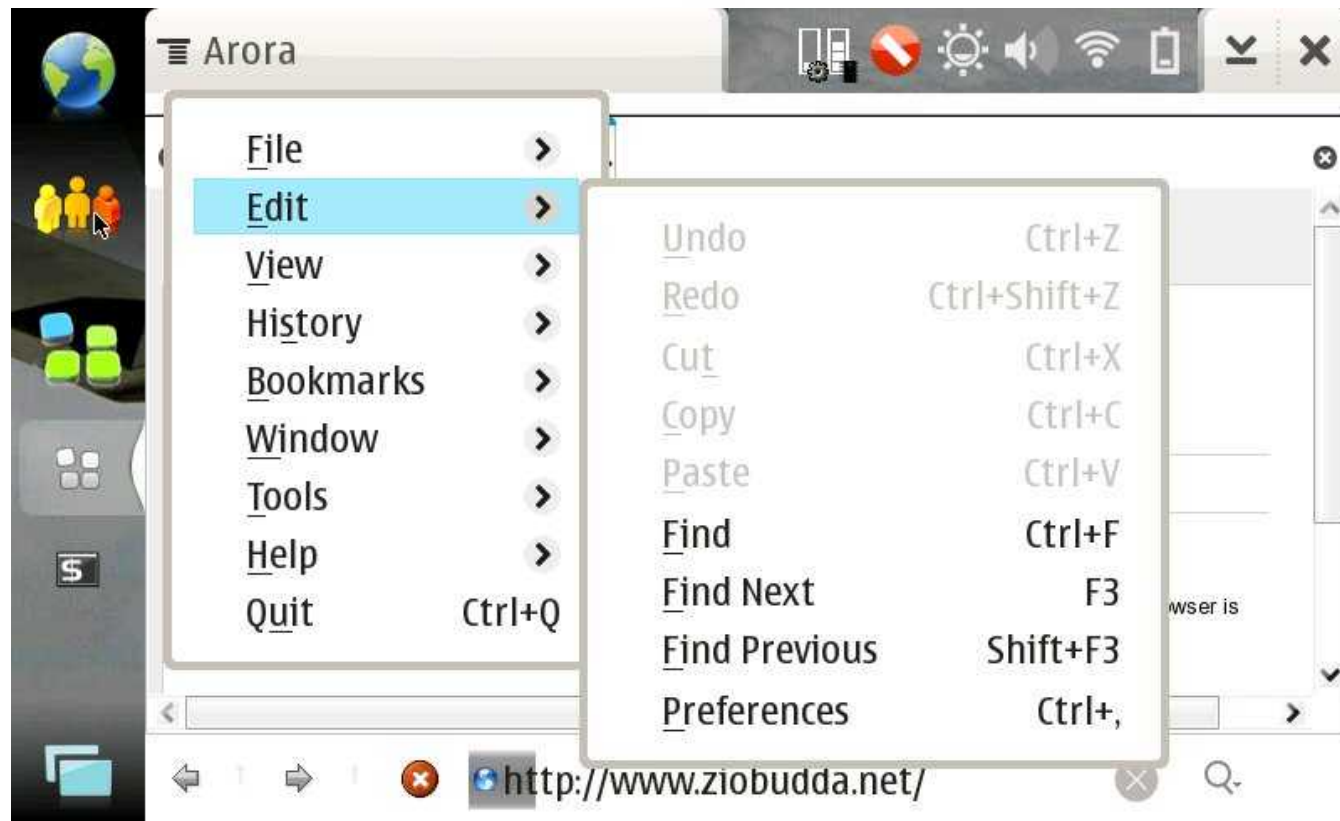 Arora
File
Edit
View
History
Bookmarks
Window
Tools
Help
Quit Ctrl+Q
Undo Ctrl+Z
Redo Ctrl+Shift+Z
Cut Ctrl+X
Copy Ctrl+C
Paste Ctrl+V
Find Ctrl+F
Find Next F3
Find Previous Shift+F3
Preferences Ctrl+,
is
$
http://www.ziobudda.net/